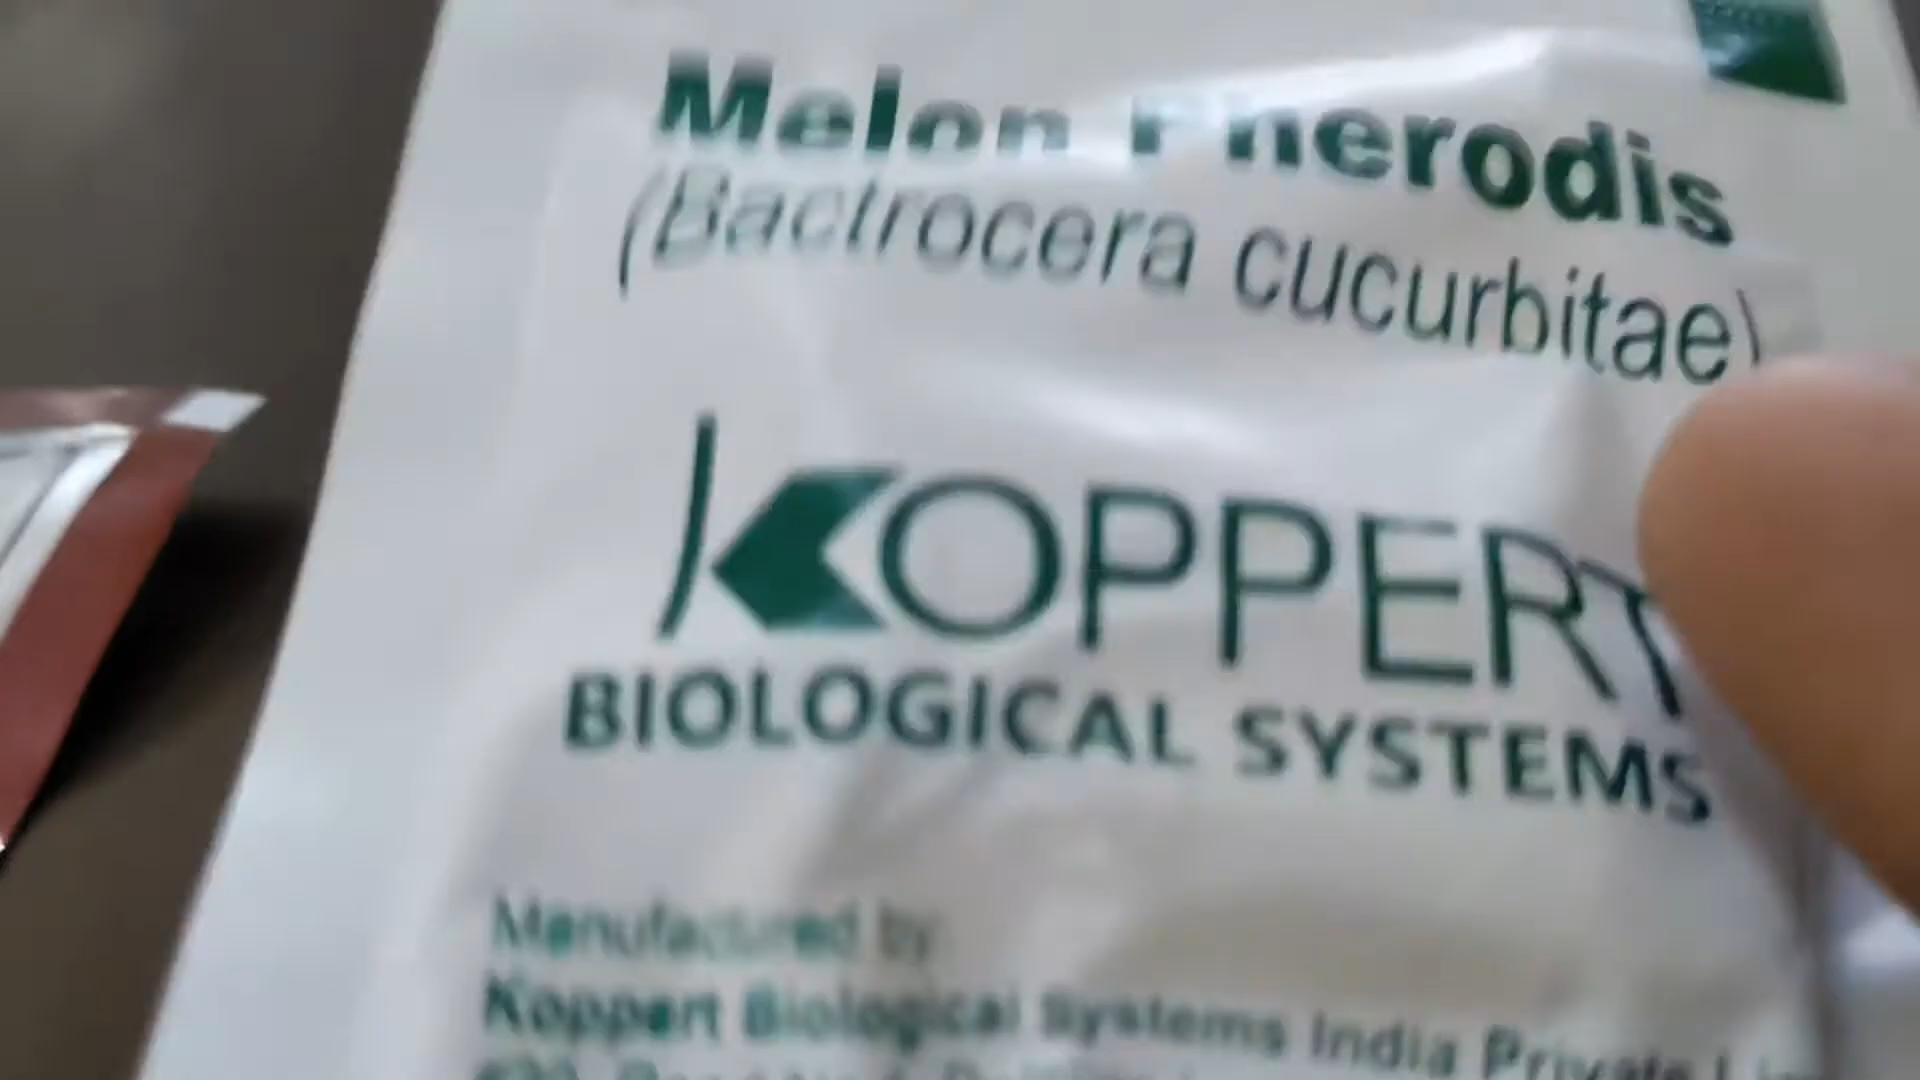 Melon Pherodis
(Bactrocera cucurbitae)
KOPPERT
BIOLOGICAL SYSTEMS
Manufactured by
Koppert Biological Systems India Private